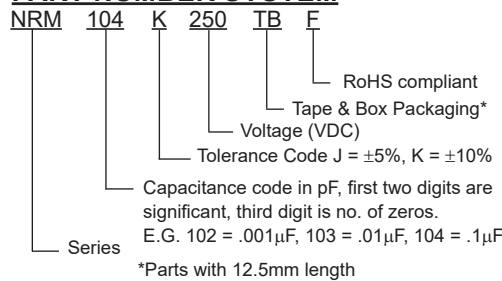 NRM 104 K 250 TB F
RoHS compliant
Tape & Box Packaging*
Voltage (VDC)
Tolerance Code J = ±5%, K = ±10%
Capacitance code in pF, first two digits are
significant, third digit is no. of zeros.
E.G. 102 = .001µF, 103 = .01µF, 104 = .1µF
Series
*Parts with 12.5mm length